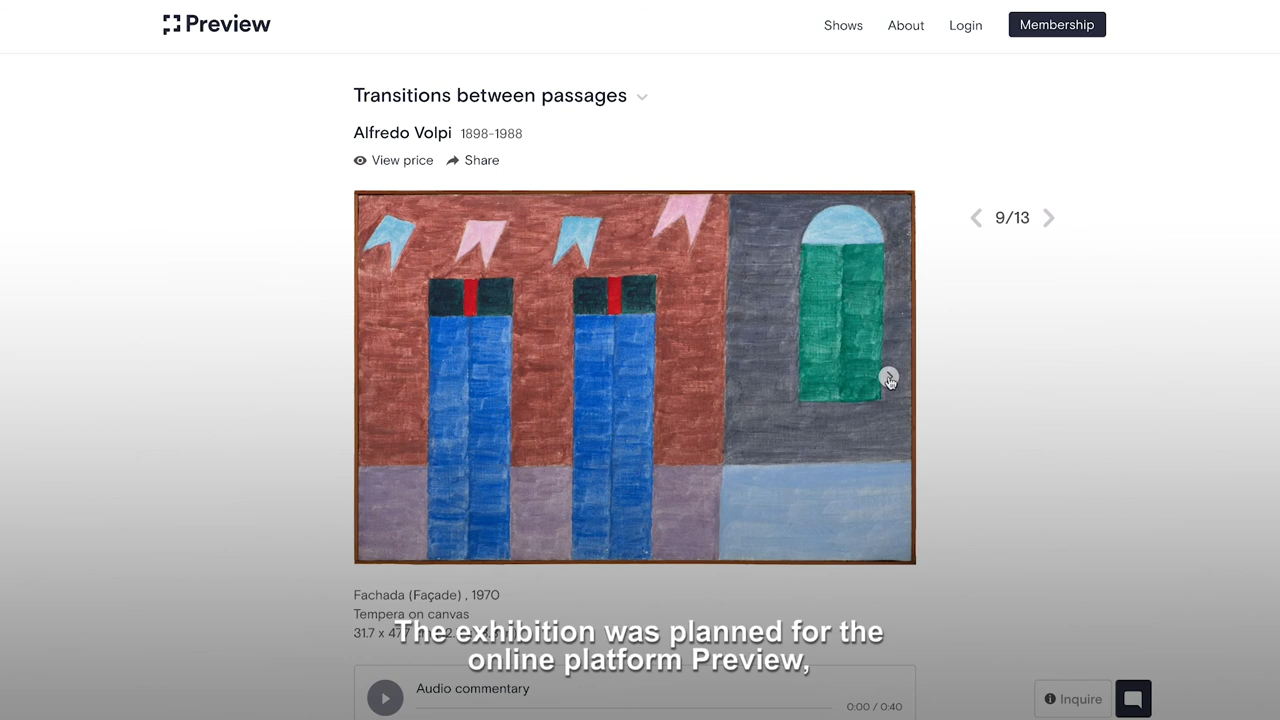 Preview
Shows About Login Membership
Transitions between passages
Alfredo Volpi 1898-1988
View price Share
9/13
Fachada (Façade) , 1970
Tempera on canvas
31.7 x
The exhibition was planned for the
online platform Preview,
Audio commentary
0:00 / 0:40
Inquire